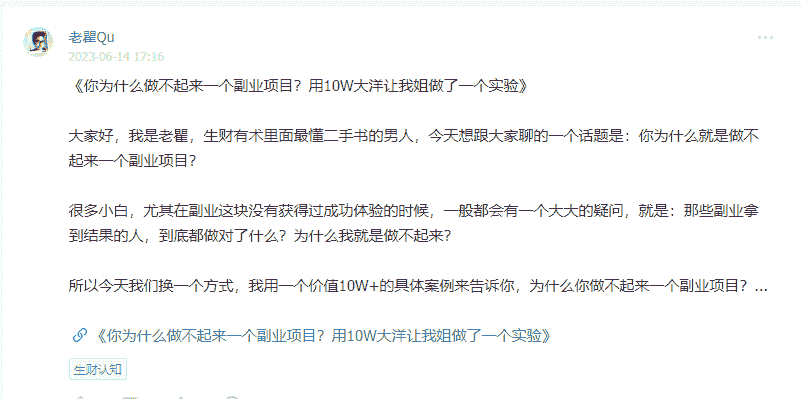 老瞿Qu
2023-06-14 17:16
《你为什么做不起来一个副业项目？用10W大洋让我姐做了一个实验》
大家好，我是老瞿，生财有术里面最懂二手书的男人，今天想跟大家聊的一个话题是：你为什么就是做不
起来一个副业项目？
很多小白，尤其在副业这块没有获得过成功体验的时候，一般都会有一个大大的疑问，就是：那些副业拿
到结果的人，到底都做对了什么？为什么我就是做不起来？
所以今天我们换一个方式，我用一个价值10W+的具体案例来告诉你，为什么你做不起来一个副业项目？...
《你为什么做不起来一个副业项目？用10W大洋让我姐做了一个实验》
生财认知